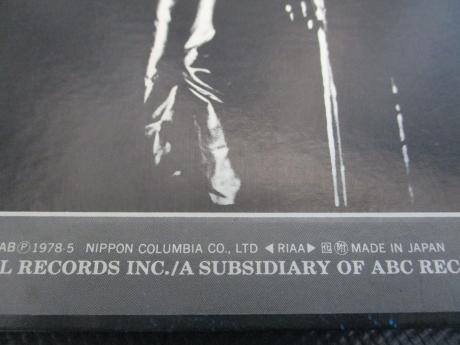 AB Ⓟ 1978·5 NIPPON COLUMBIA CO., LTD ◀ RIAA ▶ MADE IN JAPAN
L RECORDS INC./A SUBSIDIARY OF ABC REC